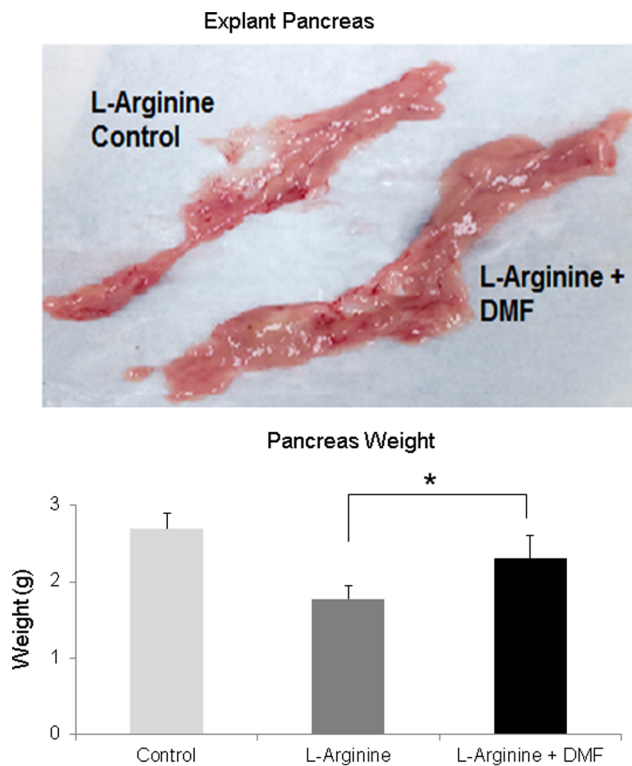 Explant Pancreas
L-Arginine
Control
L-Arginine +
DMF
Pancreas Weight
*
3
2
1
0
Weight (g)
Control
L-Arginine
L-Arginine + DMF